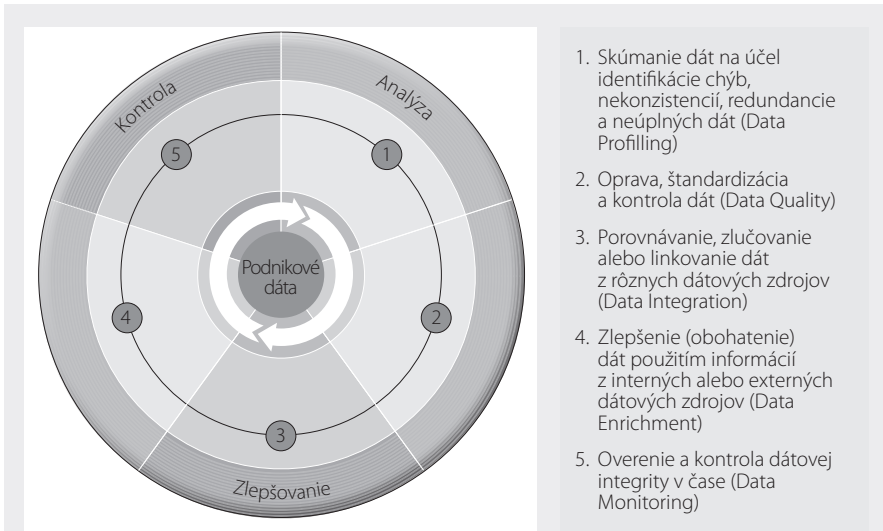 Kontrola
Analýza
5
1
Podnikové
dáta
4
2
3
Zlepšovanie
1. Skúmanie dát na účel
identifikácie chýb,
nekonzistencií, redundancie
a neúplných dát (Data
Profilling)
2. Oprava, štandardizácia
a kontrola dát (Data Quality)
3. Porovnávanie, zlučovanie
alebo linkovanie dát
z rôznych dátových zdrojov
(Data Integration)
4. Zlepšenie (obohatenie)
dát použitím informácií
z interných alebo externých
dátových zdrojov (Data
Enrichment)
5. Overenie a kontrola dátovej
integrity v čase (Data
Monitoring)